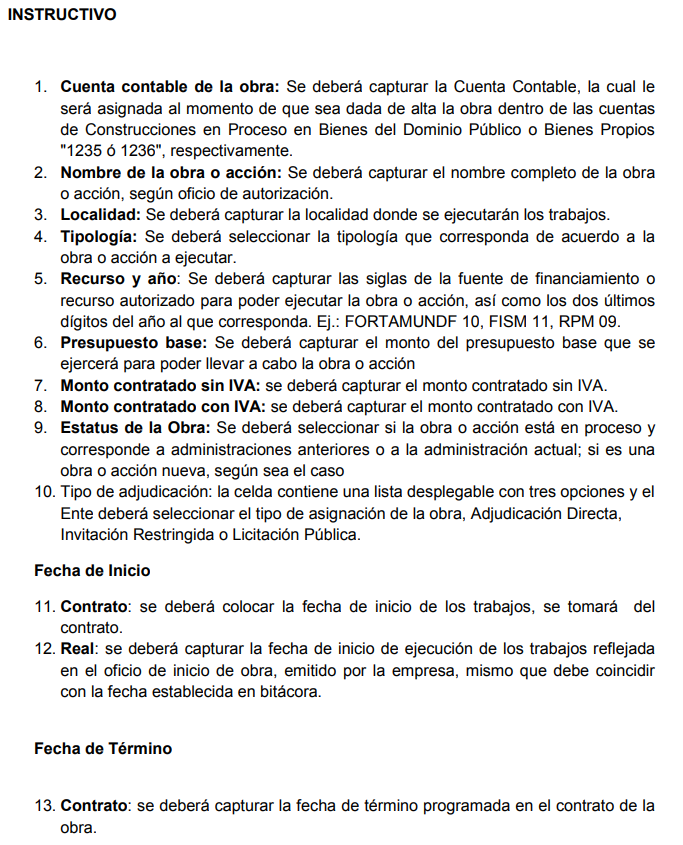 INSTRUCTIVO
1. Cuenta contable de la obra: Se deberá capturar la Cuenta Contable, la cual le
será asignada al momento de que sea dada de alta la obra dentro de las cuentas
de Construcciones en Proceso en Bienes del Dominio Público o Bienes Propios
"1235 ó 1236", respectivamente.
2. Nombre de la obra o acción: Se deberá capturar el nombre completo de la obra
o acción, según oficio de autorización.
3. Localidad: Se deberá capturar la localidad donde se ejecutarán los trabajos.
4. Tipología: Se deberá seleccionar la tipología que corresponda de acuerdo a la
obra o acción a ejecutar.
5. Recurso y año: Se deberá capturar las siglas de la fuente de financiamiento o
recurso autorizado para poder ejecutar la obra o acción, así como los dos últimos
dígitos del año al que corresponda. Ej.: FORTAMUNDF 10, FISM 11, RPM 09.
6. Presupuesto base: Se deberá capturar el monto del presupuesto base que se
ejercerá para poder llevar a cabo la obra o acción
7. Monto contratado sin IVA: se deberá capturar el monto contratado sin IVA.
8. Monto contratado con IVA: se deberá capturar el monto contratado con IVA.
9. Estatus de la Obra: Se deberá seleccionar si la obra o acción está en proceso y
corresponde a administraciones anteriores o a la administración actual; si es una
obra o acción nueva, según sea el caso
10. Tipo de adjudicación: la celda contiene una lista desplegable con tres opciones y el
Ente deberá seleccionar el tipo de asignación de la obra, Adjudicación Directa,
Invitación Restringida o Licitación Pública.
Fecha de Inicio
11. Contrato: se deberá colocar la fecha de inicio de los trabajos, se tomará del
contrato.
12. Real: se deberá capturar la fecha de inicio de ejecución de los trabajos reflejada
en el oficio de inicio de obra, emitido por la empresa, mismo que debe coincidir
con la fecha establecida en bitácora.
Fecha de Término
13. Contrato: se deberá capturar la fecha de término programada en el contrato de la
obra.